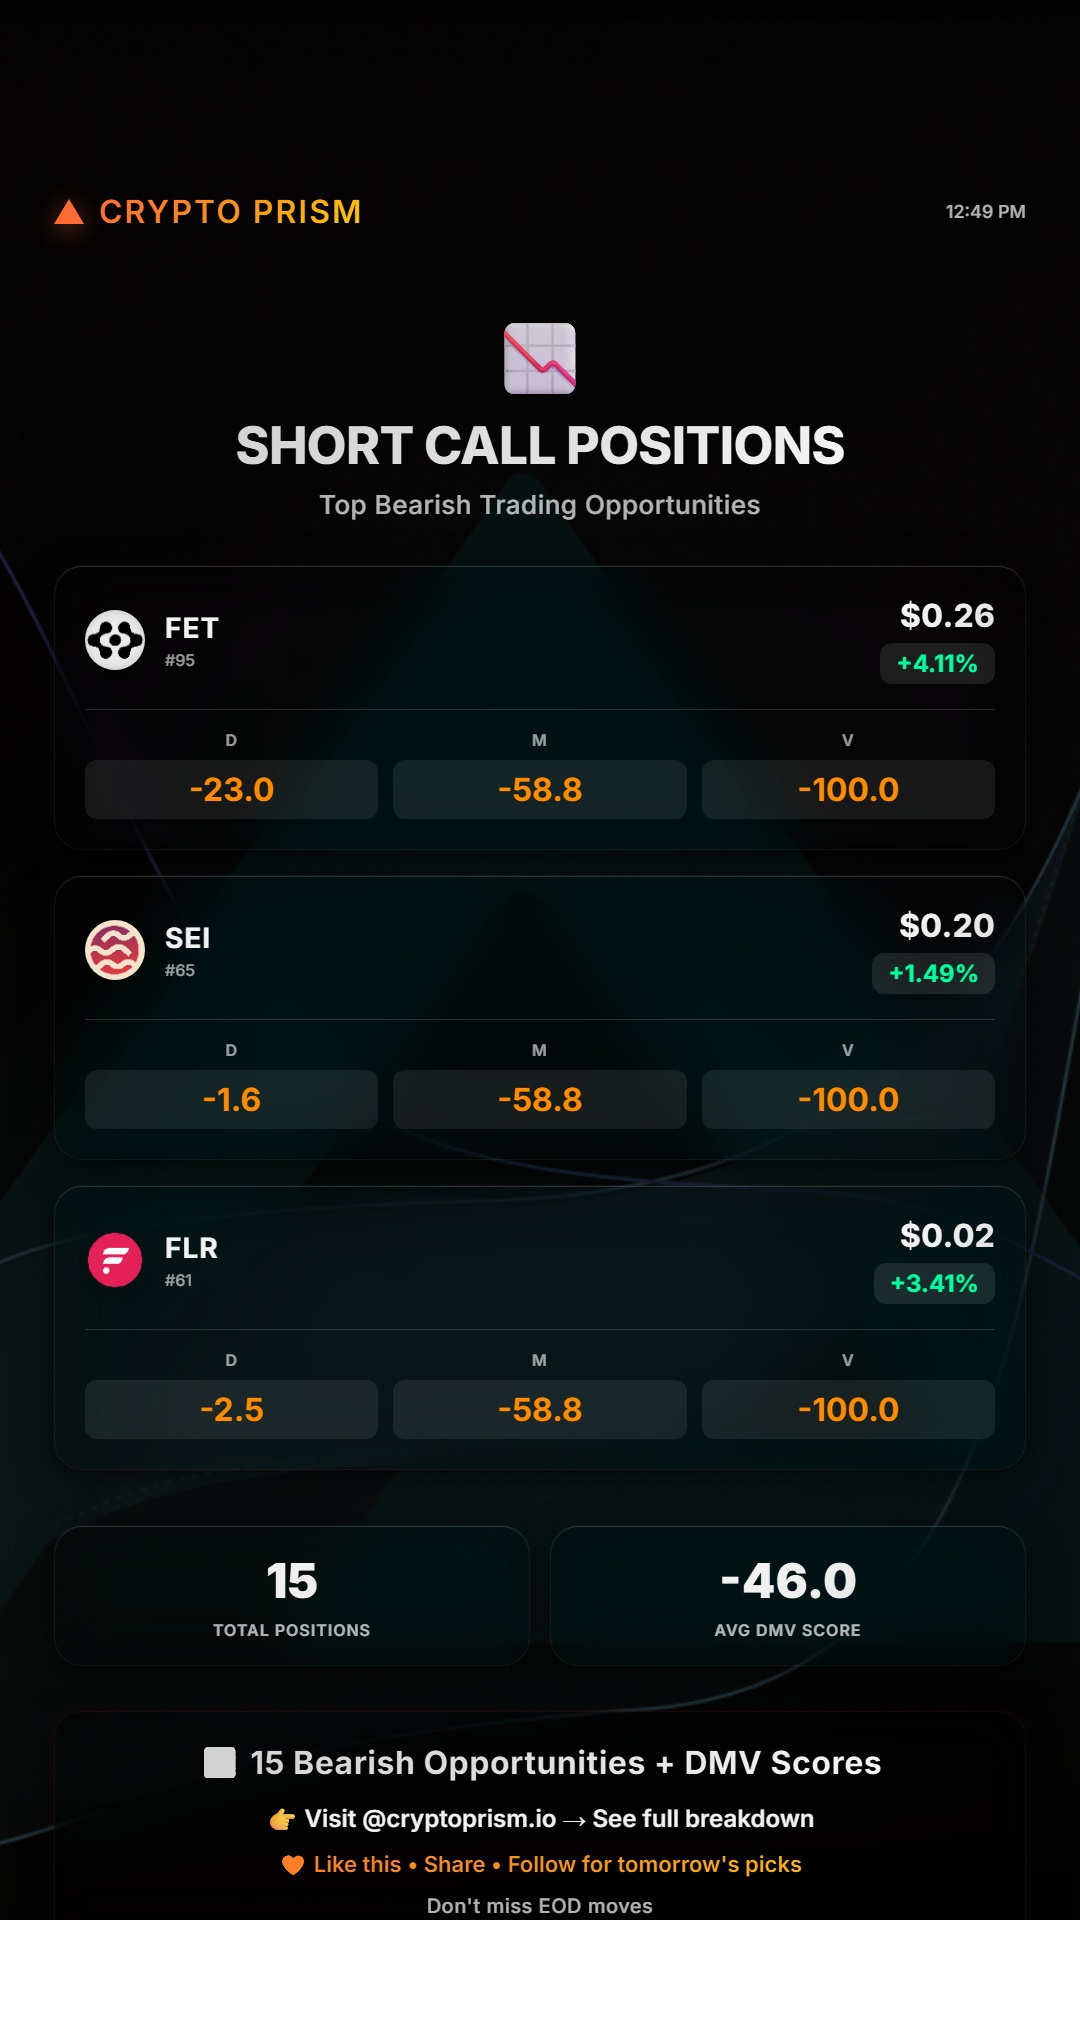 CRYPTO PRISM
12:49 PM
SHORT CALL POSITIONS
Top Bearish Trading Opportunities
FET
#95
$0.26
+4.11%
D M V
-23.0 -58.8 -100.0
SEI
#65
$0.20
+1.49%
D M V
-1.6 -58.8 -100.0
FLR
#61
$0.02
+3.41%
D M V
-2.5 -58.8 -100.0
15
TOTAL POSITIONS
-46.0
AVG DMV SCORE
15 Bearish Opportunities + DMV Scores
👉 Visit @cryptoprism.io → See full breakdown
🧡 Like this • Share • Follow for tomorrow's picks
Don't miss EOD moves